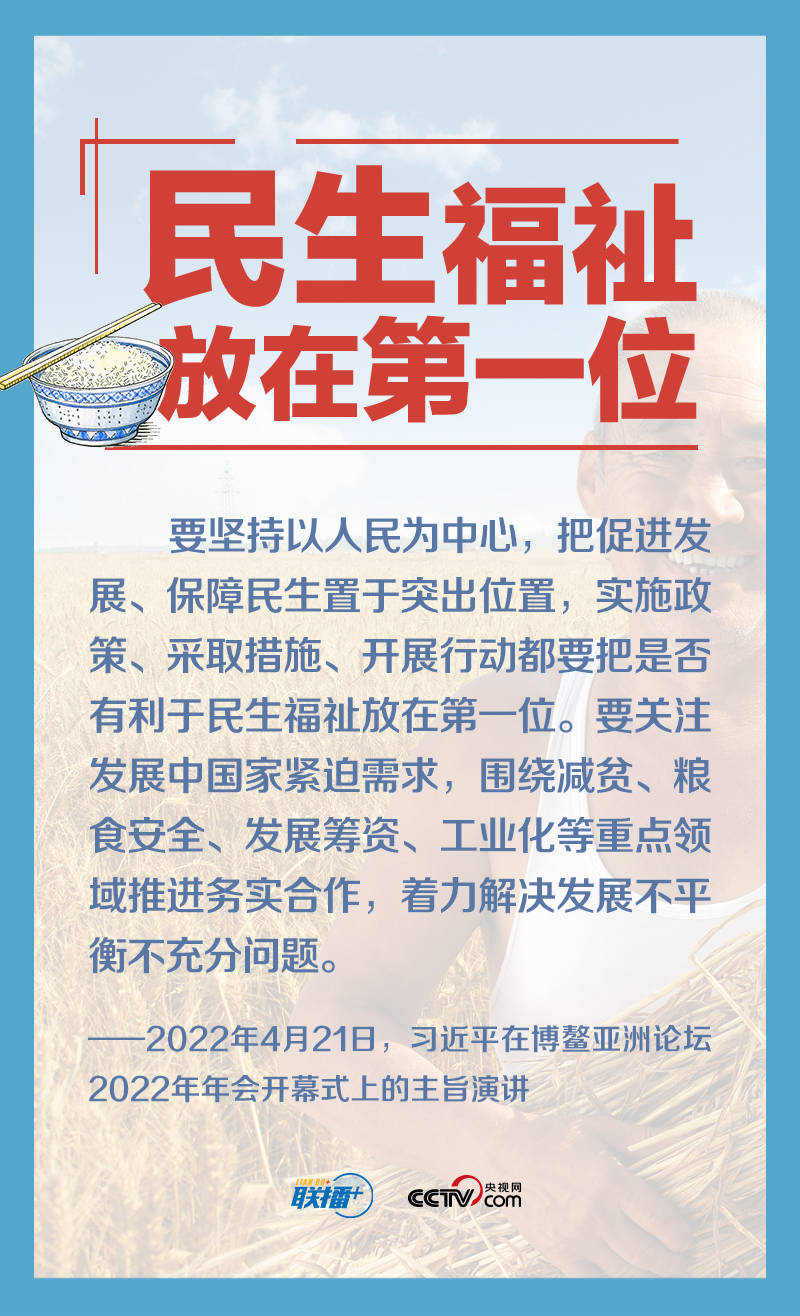 民生福祉
放在第一位
要坚持以人民为中心，把促进发
展、保障民生置于突出位置，实施政
策、采取措施、开展行动都要把是否
有利于民生福祉放在第一位。要关注
发展中国家紧迫需求，围绕减贫、粮
食安全、发展筹资、工业化等重点领
域推进务实合作，着力解决发展不平
衡不充分问题。
——2022年4月21日，习近平在博鳌亚洲论坛
2022年年会开幕式上的主旨演讲
LIAN BO+
联播+
CCTV 央视网
com